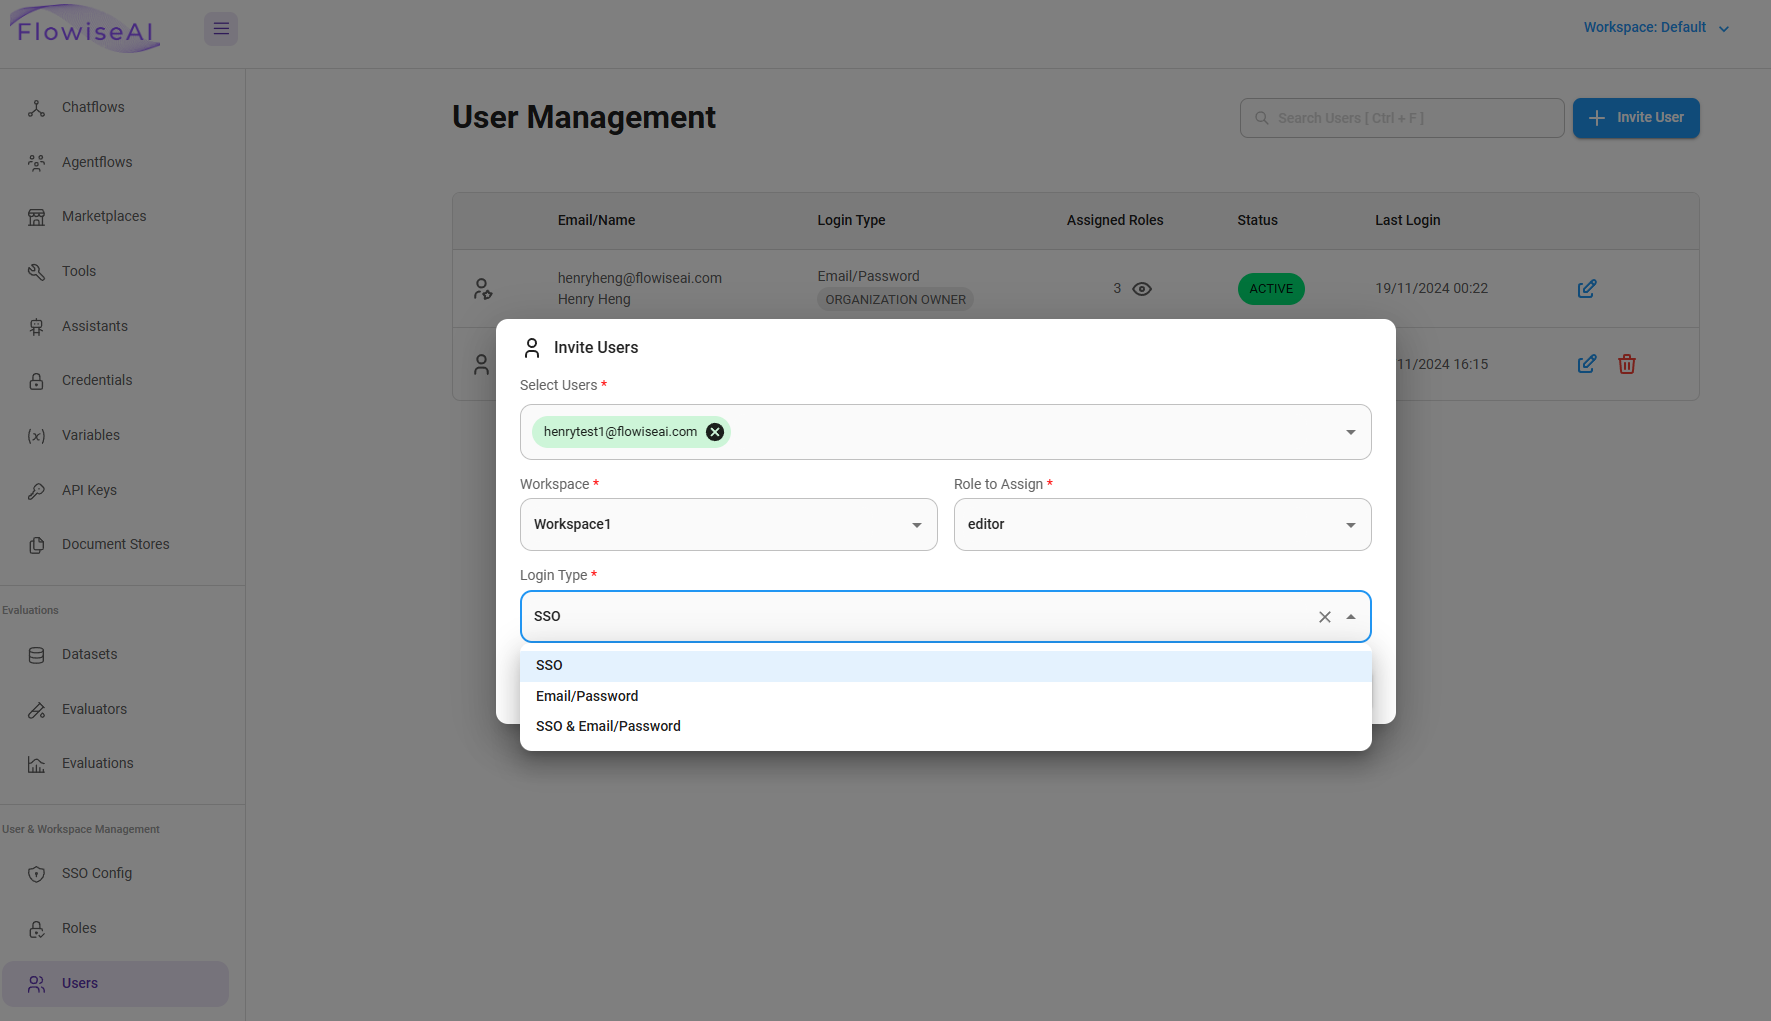 FlowiseAI
Workspace: Default
Chatflows
Agentflows
Marketplaces
Tools
Assistants
Credentials
Variables
API Keys
Document Stores
Evaluations
Datasets
Evaluators
Evaluations
User & Workspace Management
SSO Config
Roles
Users
User Management
Search Users [ Ctrl + F ]
Invite User
Email/Name Login Type Assigned Roles Status Last Login
henryheng@flowiseai.com
Henry Heng
Email/Password
ORGANIZATION OWNER
3
ACTIVE
19/11/2024 00:22
11/2024 16:15
Invite Users
Select Users *
henrytest1@flowiseai.com
Workspace *
Workspace1
Role to Assign *
editor
Login Type *
SSO
SSO
Email/Password
SSO & Email/Password